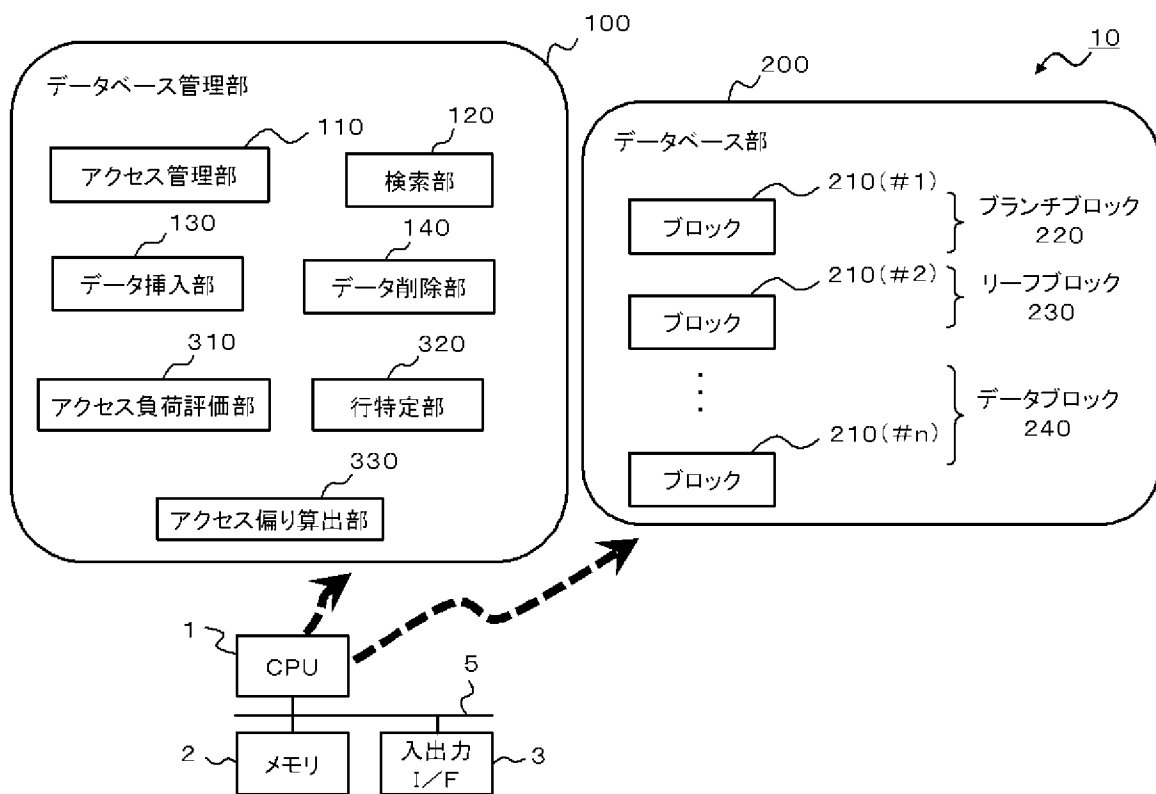 100
データベース管理部
110
アクセス管理部
120
検索部
130
データ挿入部
140
データ削除部
310
アクセス負荷評価部
320
行特定部
330
アクセス偏り算出部
10
200
データベース部
210(#1)
ブロック
ブランチブロック
220
210(#2)
ブロック
リーフブロック
230
⋮
データブロック
240
210(#n)
ブロック
1
CPU
5
2
メモリ
入出力
I/F
3